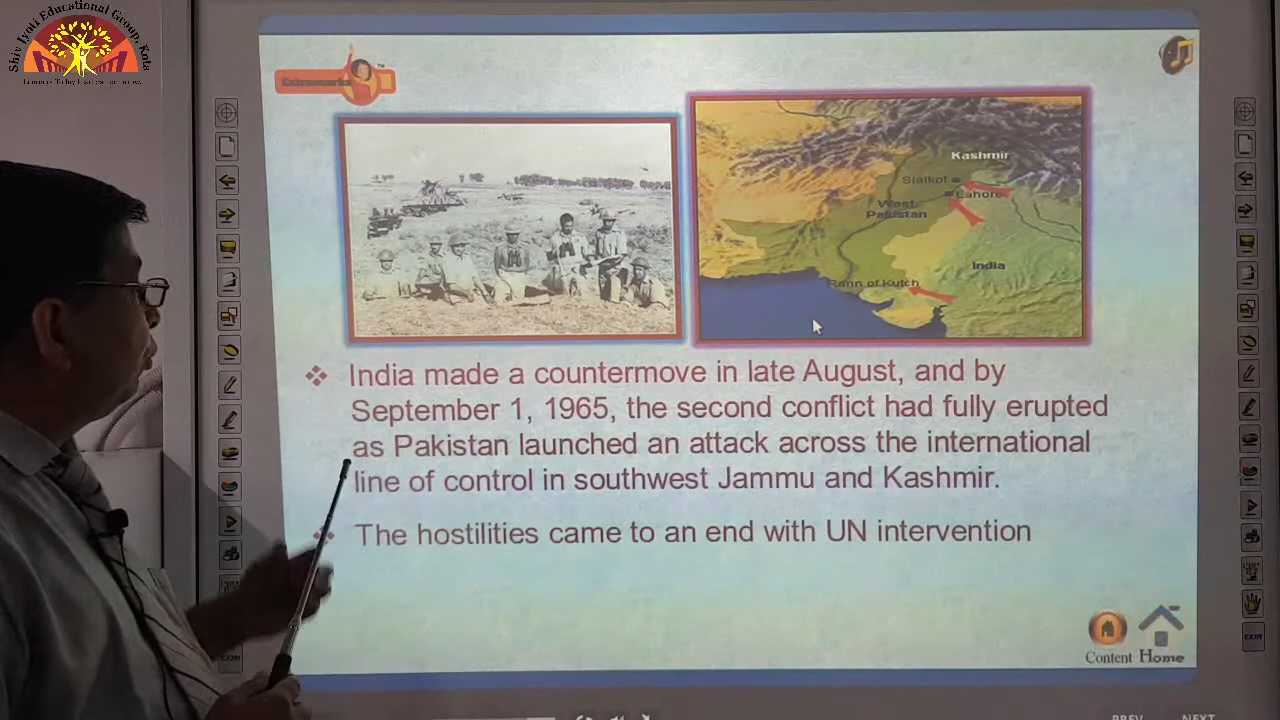 Shiv Jyoti Educational Group, Kota
Extramarks
Kashmir
Sialkot
Lahore
West
Pakistan
India
Rann of Kutch
India made a countermove in late August, and by
September 1, 1965, the second conflict had fully erupted
as Pakistan launched an attack across the international
line of control in southwest Jammu and Kashmir.
The hostilities came to an end with UN intervention
Content Home
PREV NEXT